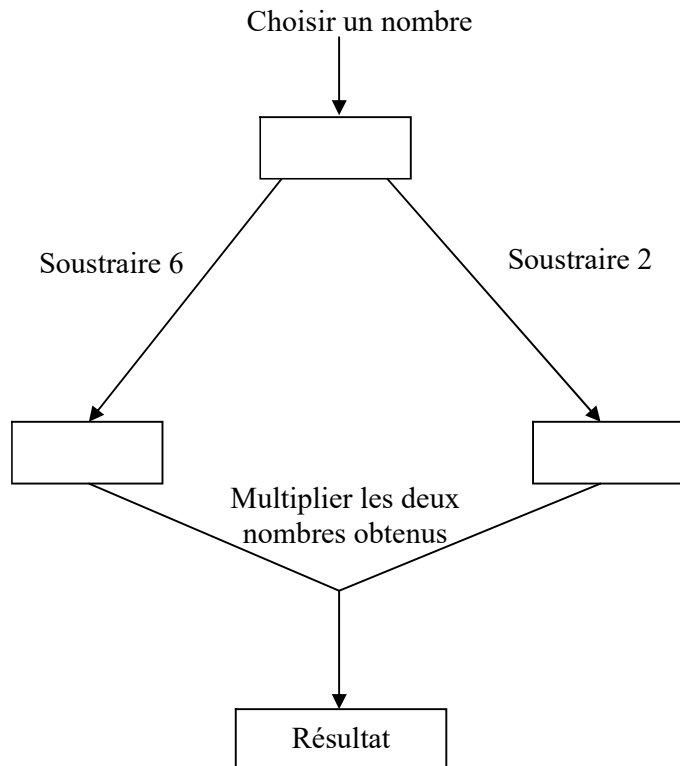 Choisir un nombre
Soustraire 6
Soustraire 2
Multiplier les deux
nombres obtenus
Résultat